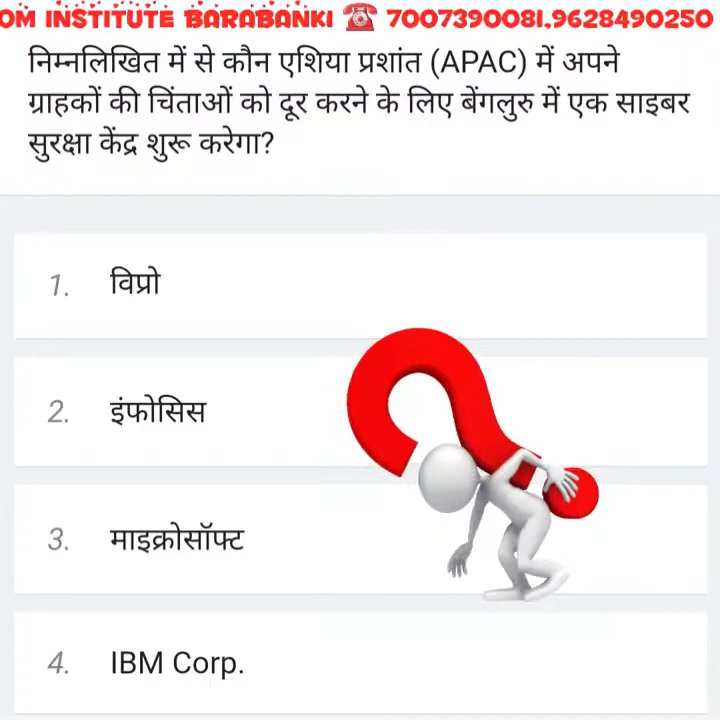 OM INSTITUTE BARABANKI ☎ 7007390081,9628490250
निम्नलिखित में से कौन एशिया प्रशांत (APAC) में अपने
ग्राहकों की चिंताओं को दूर करने के लिए बेंगलुरु में एक साइबर
सुरक्षा केंद्र शुरू करेगा?
1. विप्रो
2. इंफोसिस
3. माइक्रोसॉफ्ट
4. IBM Corp.